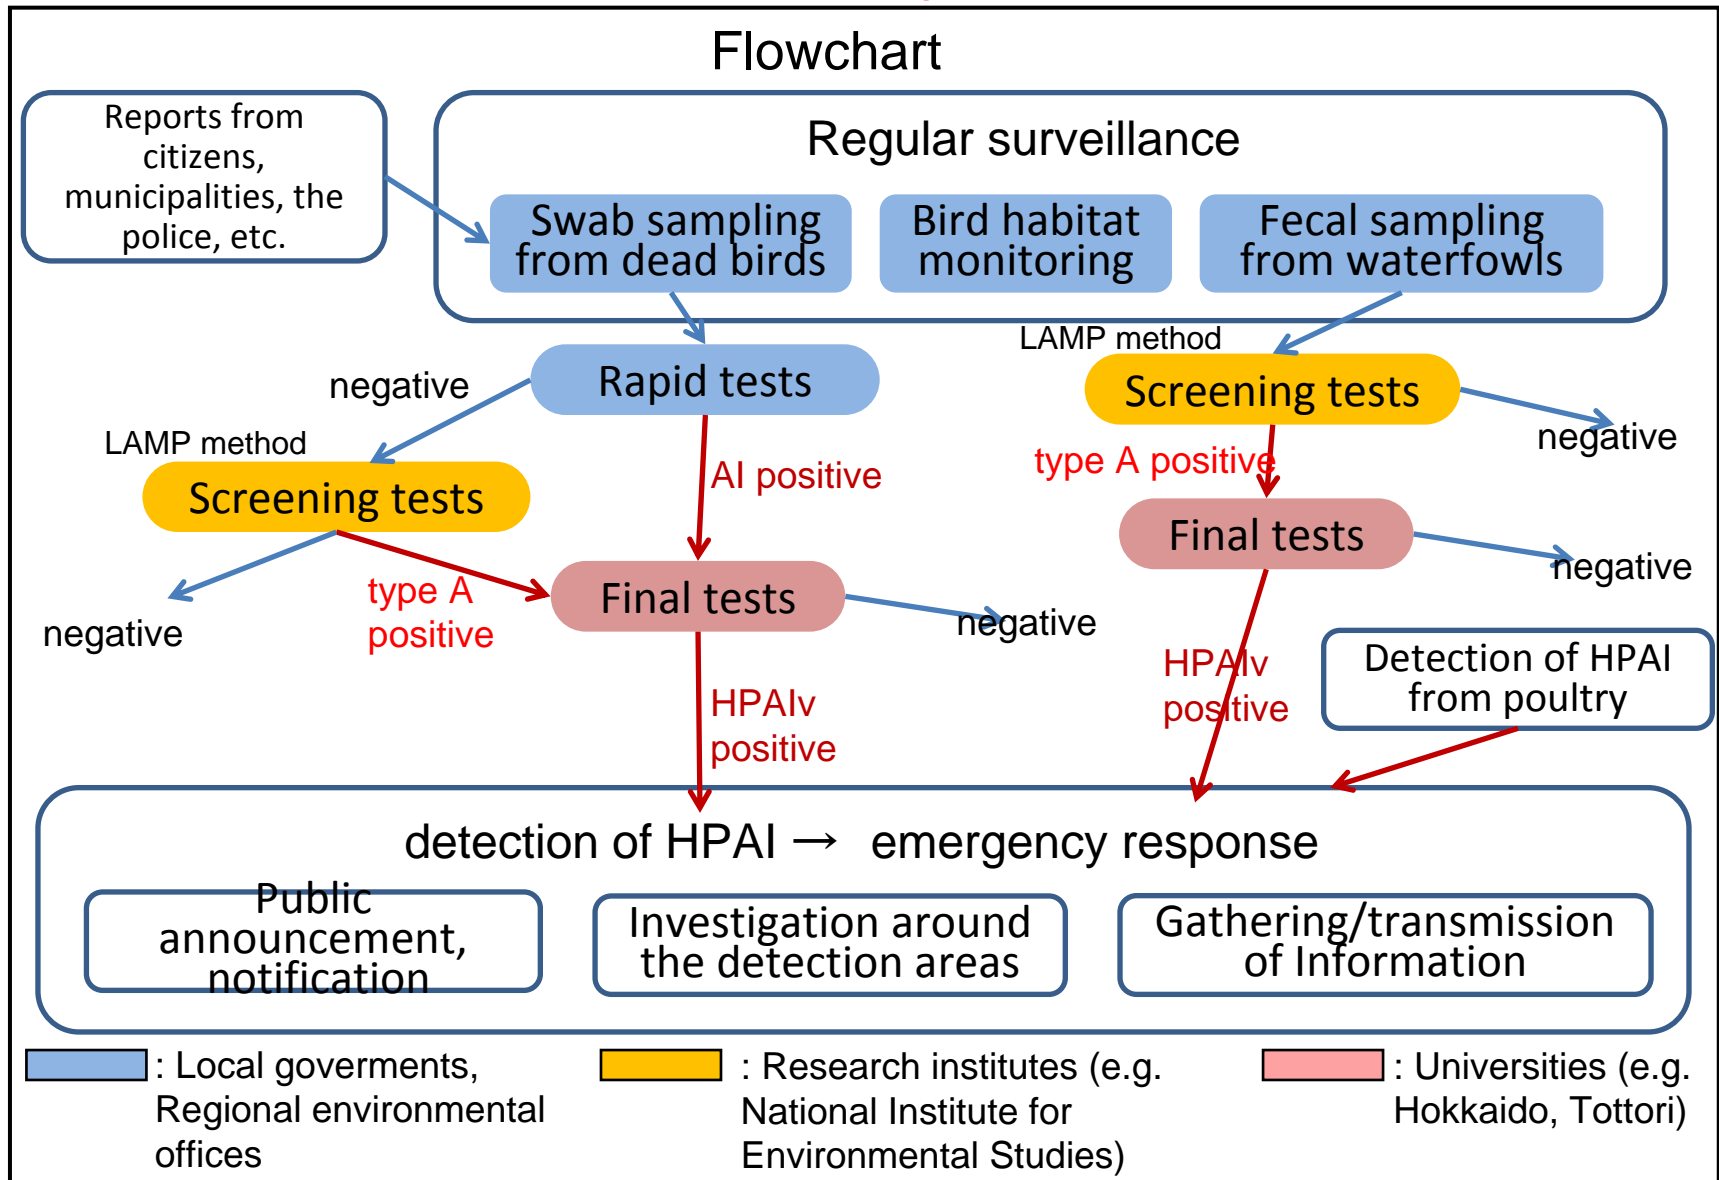 Flowchart
Reports from
citizens,
municipalities, the
police, etc.
Regular surveillance
Swab sampling
from dead birds
Bird habitat
monitoring
Fecal sampling
from waterfowls
LAMP method
negative
Rapid tests
Screening tests
negative
LAMP method
Screening tests
AI positive
type A positive
Final tests
negative
negative
type A
positive
Final tests
negative
HPAIv
positive
HPAIv
positive
Detection of HPAI
from poultry
detection of HPAI → emergency response
Public
announcement,
notification
Investigation around
the detection areas
Gathering/transmission
of Information
: Local goverments,
Regional environmental
offices
: Research institutes (e.g.
National Institute for
Environmental Studies)
: Universities (e.g.
Hokkaido, Tottori)